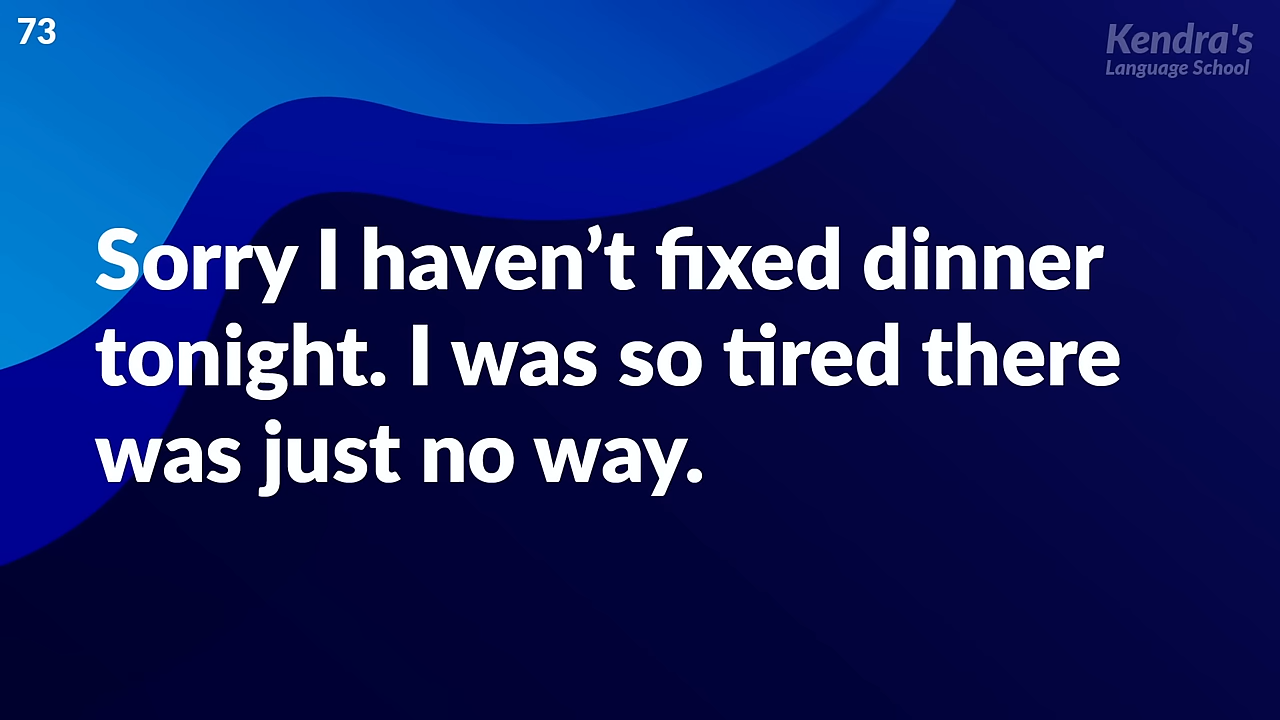 73
Kendra's
Language School
Sorry I haven’t fixed dinner
tonight. I was so tired there
was just no way.